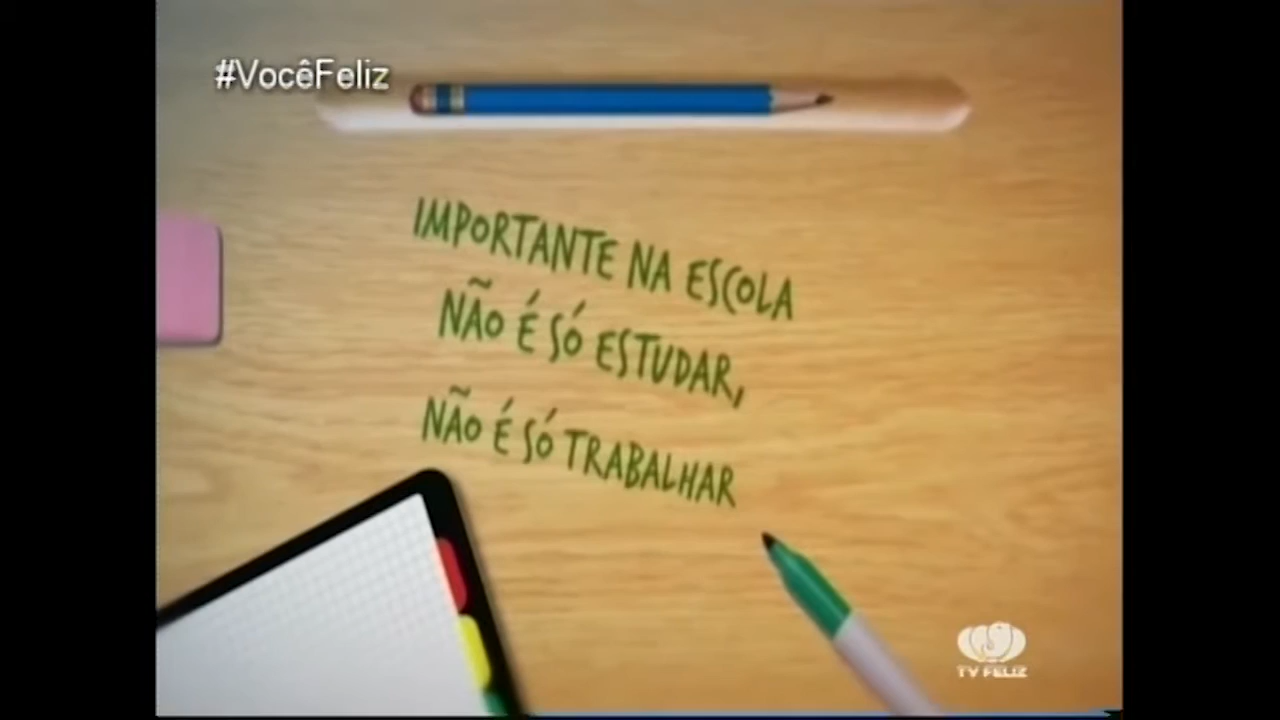 #VocêFeliz
IMPORTANTE NA ESCOLA
NÃO É SÓ ESTUDAR,
NÃO É SÓ TRABALHAR
TV FELIZ